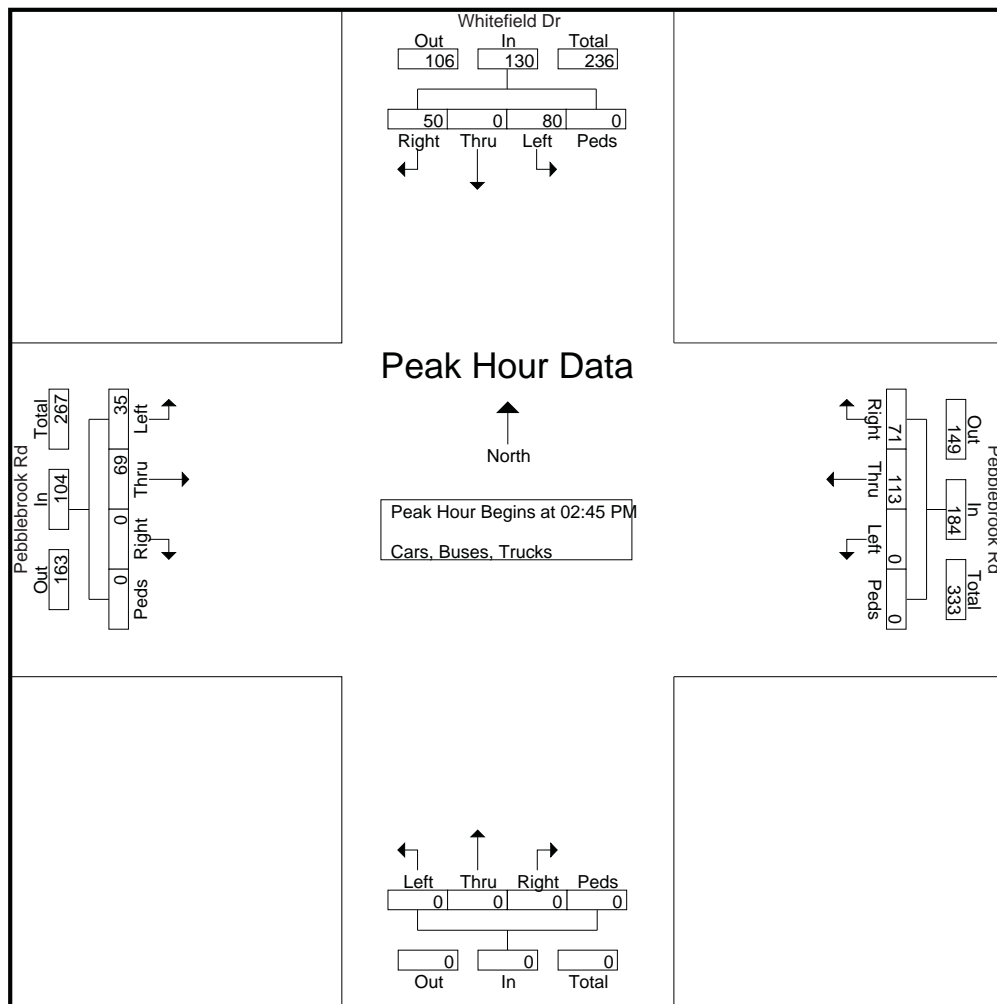 Whitefield Dr
Out In Total
106 130 236
50 0 80 0
Right Thru Left Peds
Peak Hour Data
North
Peak Hour Begins at 02:45 PM
Cars, Buses, Trucks
Pebblebrook Rd
Out In Total
163 104 267
35 69 0 0
Left Thru Right Peds
Pebblebrook Rd
Out In Total
149 184 333
71 113 0 0
Right Thru Left Peds
Left Thru Right Peds
0 0 0 0
0 0 0
Out In Total